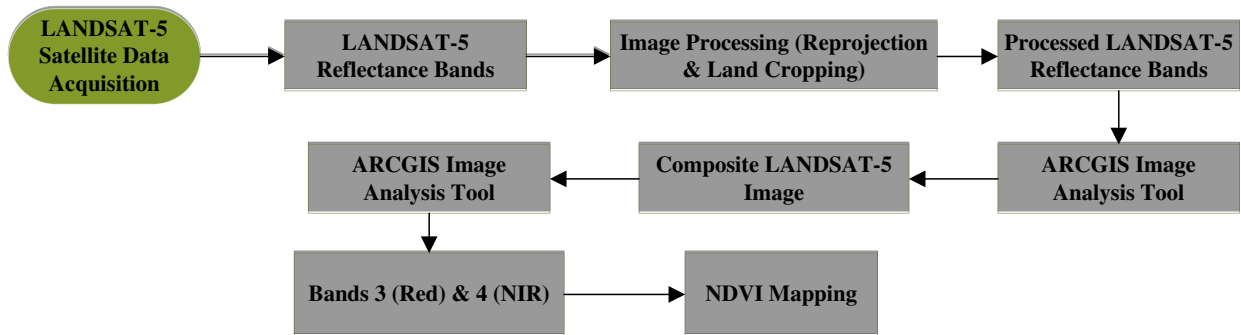 LANDSAT-5
Satellite Data
Acquisition
LANDSAT-5
Reflectance Bands
Image Processing (Reprojection
& Land Cropping)
Processed LANDSAT-5
Reflectance Bands
ARCGIS Image
Analysis Tool
Composite LANDSAT-5
Image
ARCGIS Image
Analysis Tool
Bands 3 (Red) & 4 (NIR)
NDVI Mapping